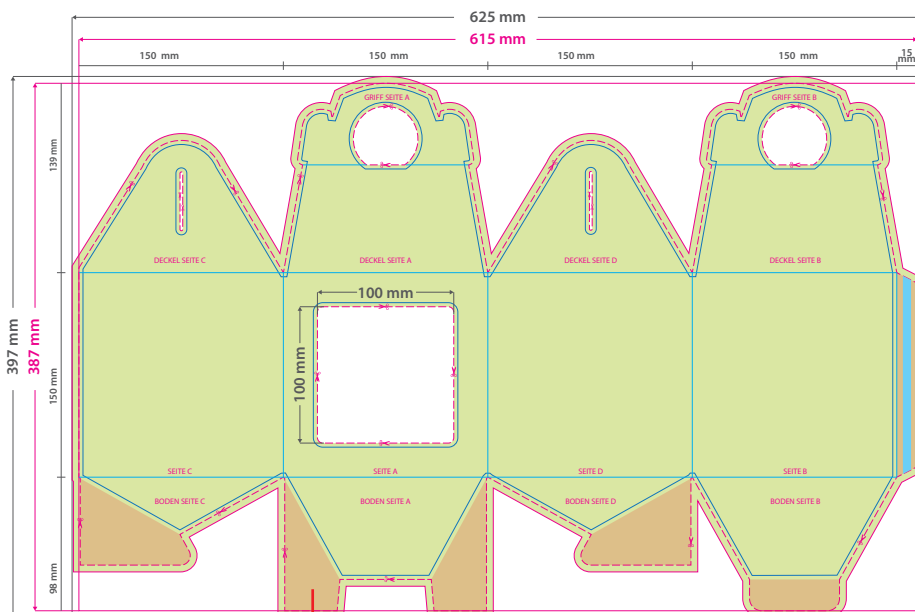 625 mm
615 mm
150 mm
150 mm
150 mm
150 mm
15
mm
397 mm
387 mm
139 mm
150 mm
98 mm
GRIFF SEITE A
GRIFF SEITE B
DECKEL SEITE C
DECKEL SEITE A
DECKEL SEITE D
DECKEL SEITE B
100 mm
100 mm
SEITE C
SEITE A
SEITE D
SEITE B
BODEN SEITE C
BODEN SEITE A
BODEN SEITE D
BODEN SEITE B